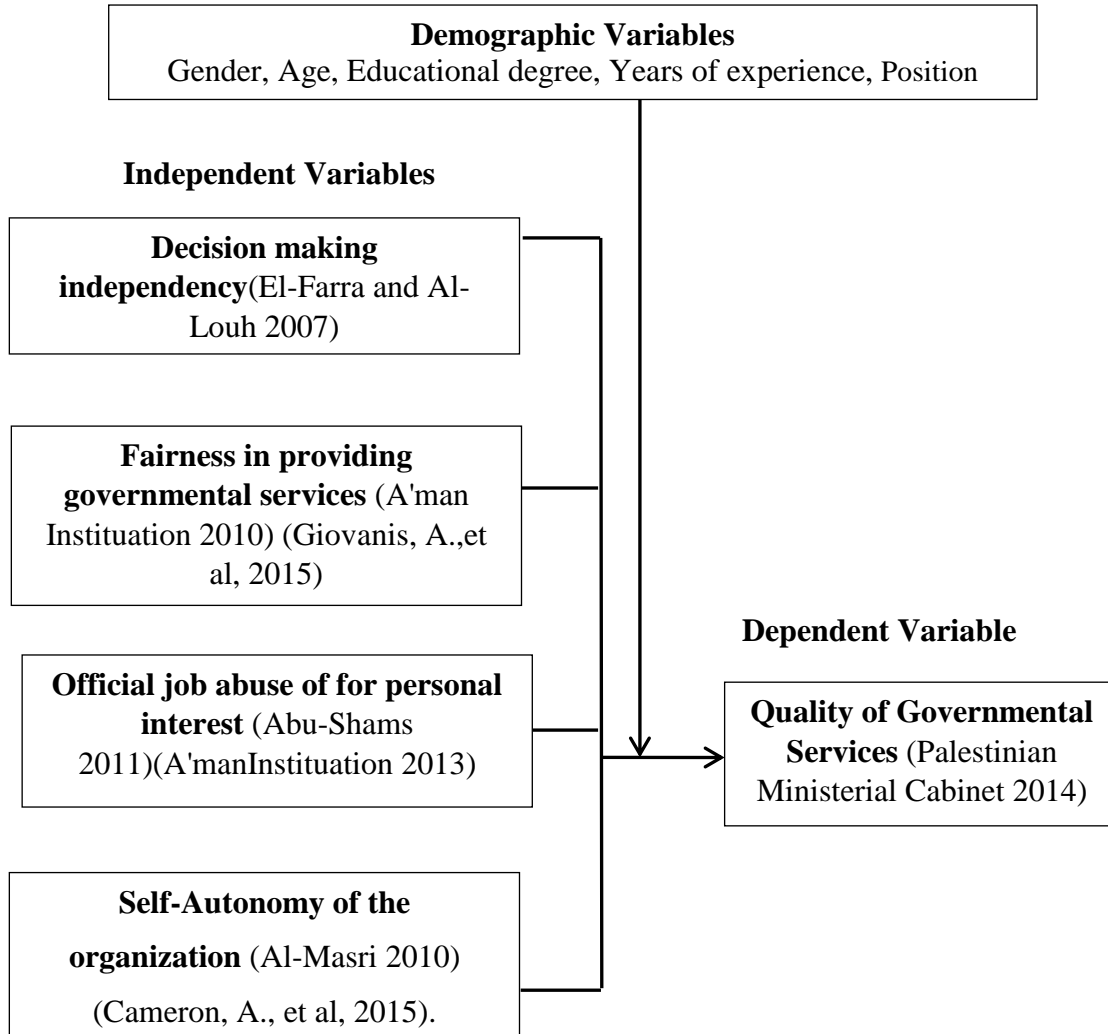 Demographic Variables
Gender, Age, Educational degree, Years of experience, Position
Independent Variables
Decision making
independency(El-Farra and Al-
Louh 2007)
Fairness in providing
governmental services (A'man
Instituation 2010) (Giovanis, A.,et
al, 2015)
Official job abuse of for personal
interest (Abu-Shams
2011)(A'manInstituation 2013)
Self-Autonomy of the
organization (Al-Masri 2010)
(Cameron, A., et al, 2015).
Dependent Variable
Quality of Governmental
Services (Palestinian
Ministerial Cabinet 2014)